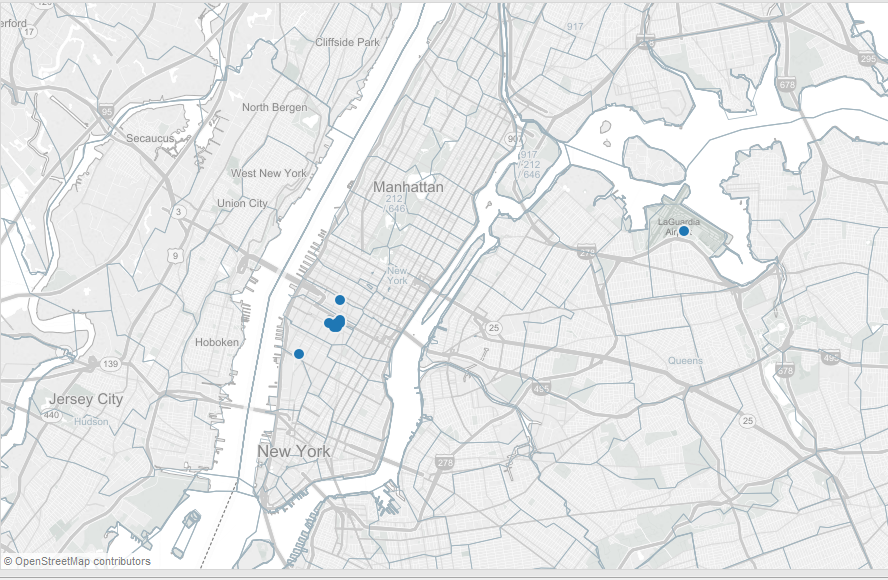 erford
17
Cliffside Park
917
295
678
95
North Bergen
Secaucus
907
917
212
/ 646
West New York
Manhattan
212
/ 646
Union City
3
LaGuardia
9
278
New
York
25
Hoboken
Queens
495
139
678
495
Jersey City
440
Hudson
25
New York
278
© OpenStreetMap contributors